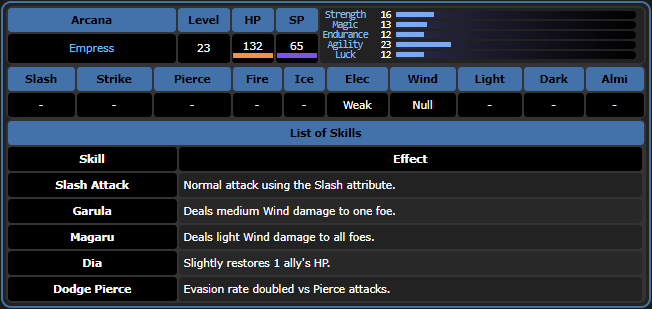 Arcana Level HP SP
Empress 23 132 65
Strength 16
Magic 13
Endurance 12
Agility 23
Luck 12
Slash Strike Pierce Fire Ice Elec Wind Light Dark Almi
- - - - - Weak Null - - -
List of Skills
Skill Effect
Slash Attack Normal attack using the Slash attribute.
Garula Deals medium Wind damage to one foe.
Magaru Deals light Wind damage to all foes.
Dia Slightly restores 1 ally's HP.
Dodge Pierce Evasion rate doubled vs Pierce attacks.